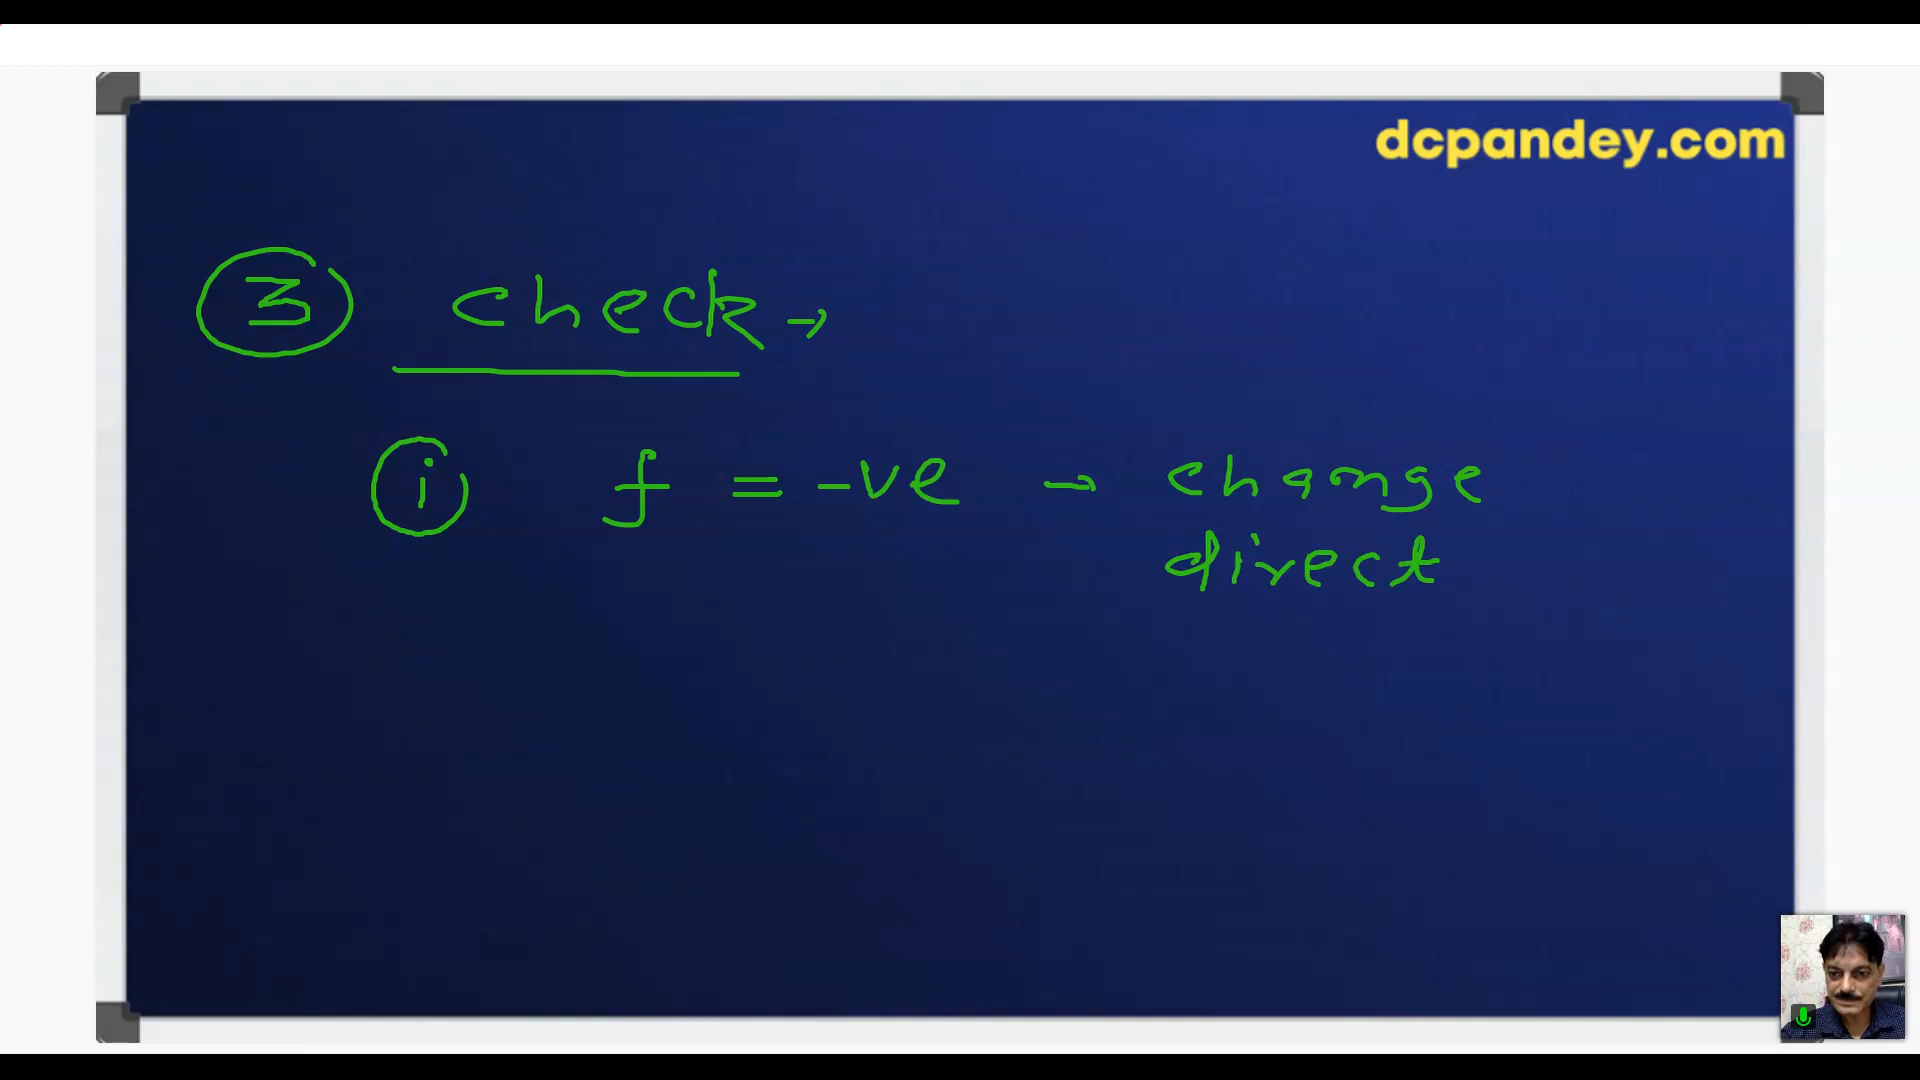 dcpandey.com
3 check →
i f = -ve → change
direct